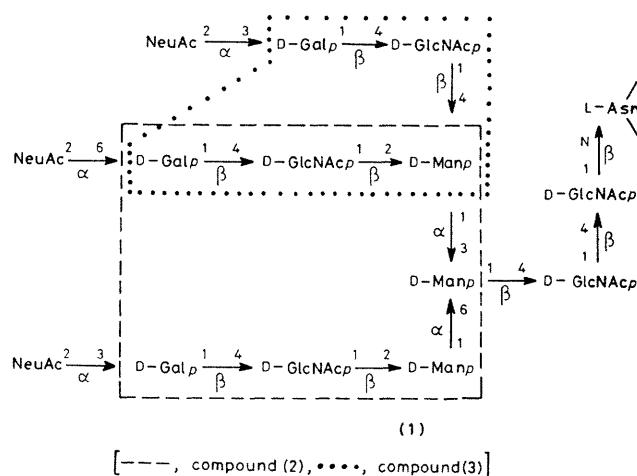 NeuAc 2 α 3 D-Galp 1 β 4 D-GlcNAcp
β 1 4
L-Asn
NeuAc 2 α 6 D-Galp 1 β 4 D-GlcNAcp 1 β 2 D-Manp
N β 1
D-GlcNAcp
α 1 3
4 β 1
D-Manp 1 β 4 D-GlcNAcp
α 6 1
NeuAc 2 α 3 D-Galp 1 β 4 D-GlcNAcp 1 β 2 D-Manp
(1)
[---, compound (2), ••••, compound(3)]